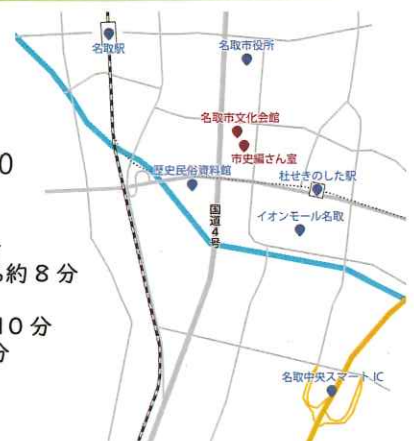 名取駅
名取市役所
名取市文化会館
市史編さん室
歴史民俗資料館
杜せきのした駅
国道4号
イオンモール名取
約8分
10分
分
名取中央スマートIC